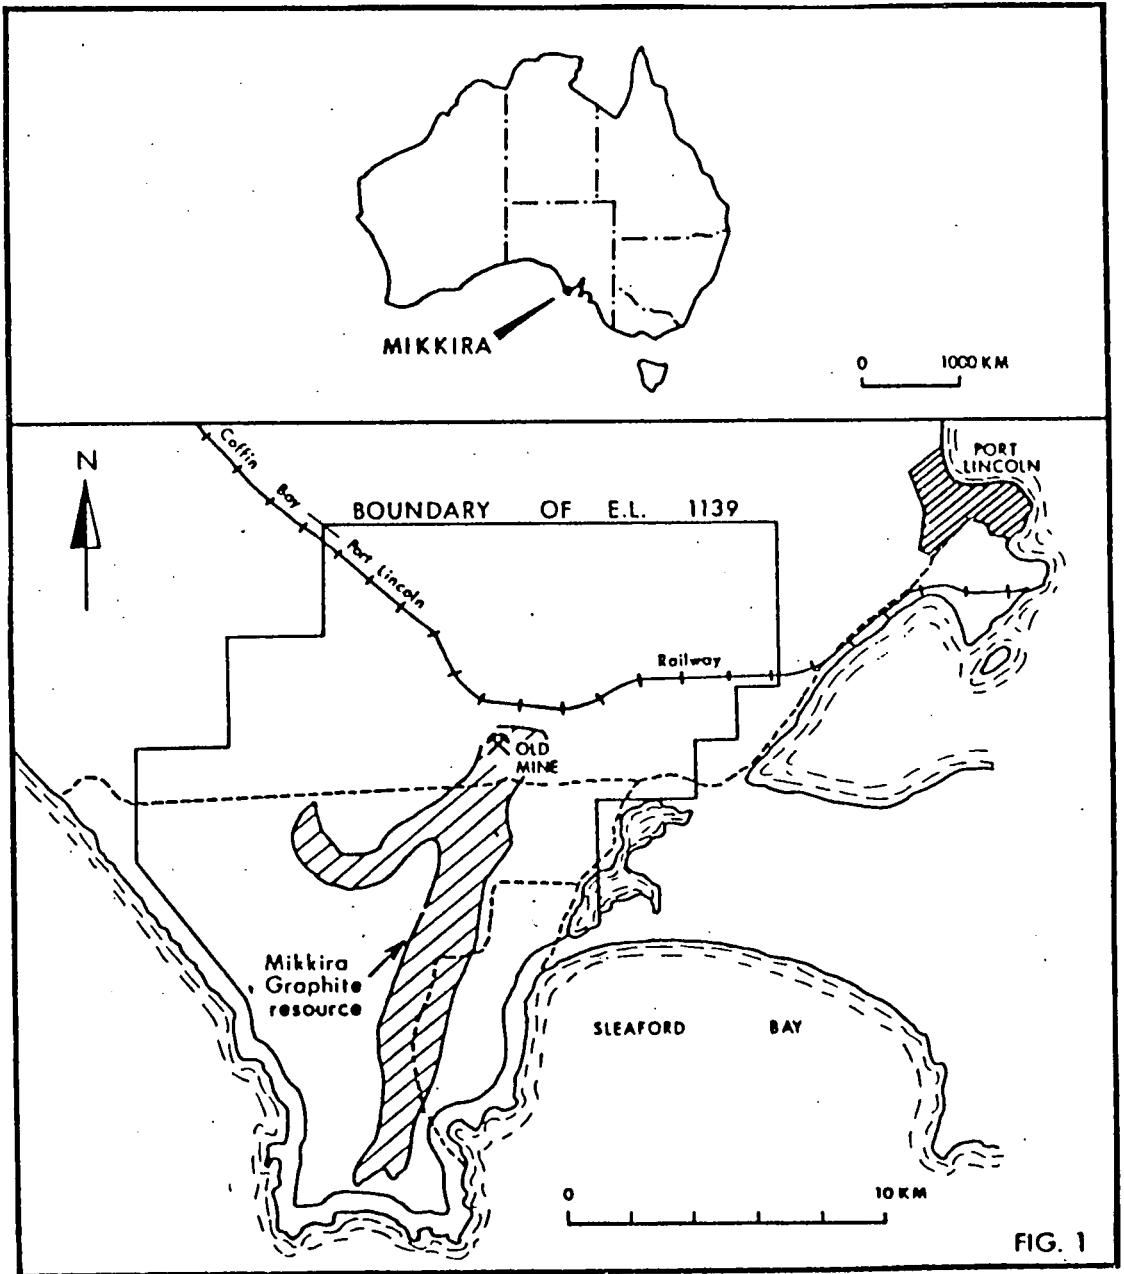 MIKKIRA
0 1000 KM
N
Coffin Bay - Port Lincoln Railway
PORT
LINCOLN
BOUNDARY OF E.L. 1139
OLD
MINE
Mikkira
Graphite
resource
SLEAFORD BAY
0 10 KM
FIG. 1